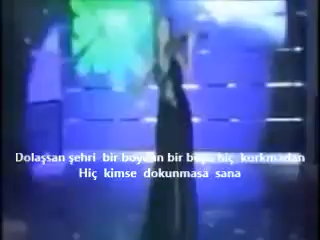 Dolaşsan şehri bir boydan bir boya hiç korkmadan
Hiç kimse dokunmasa sana